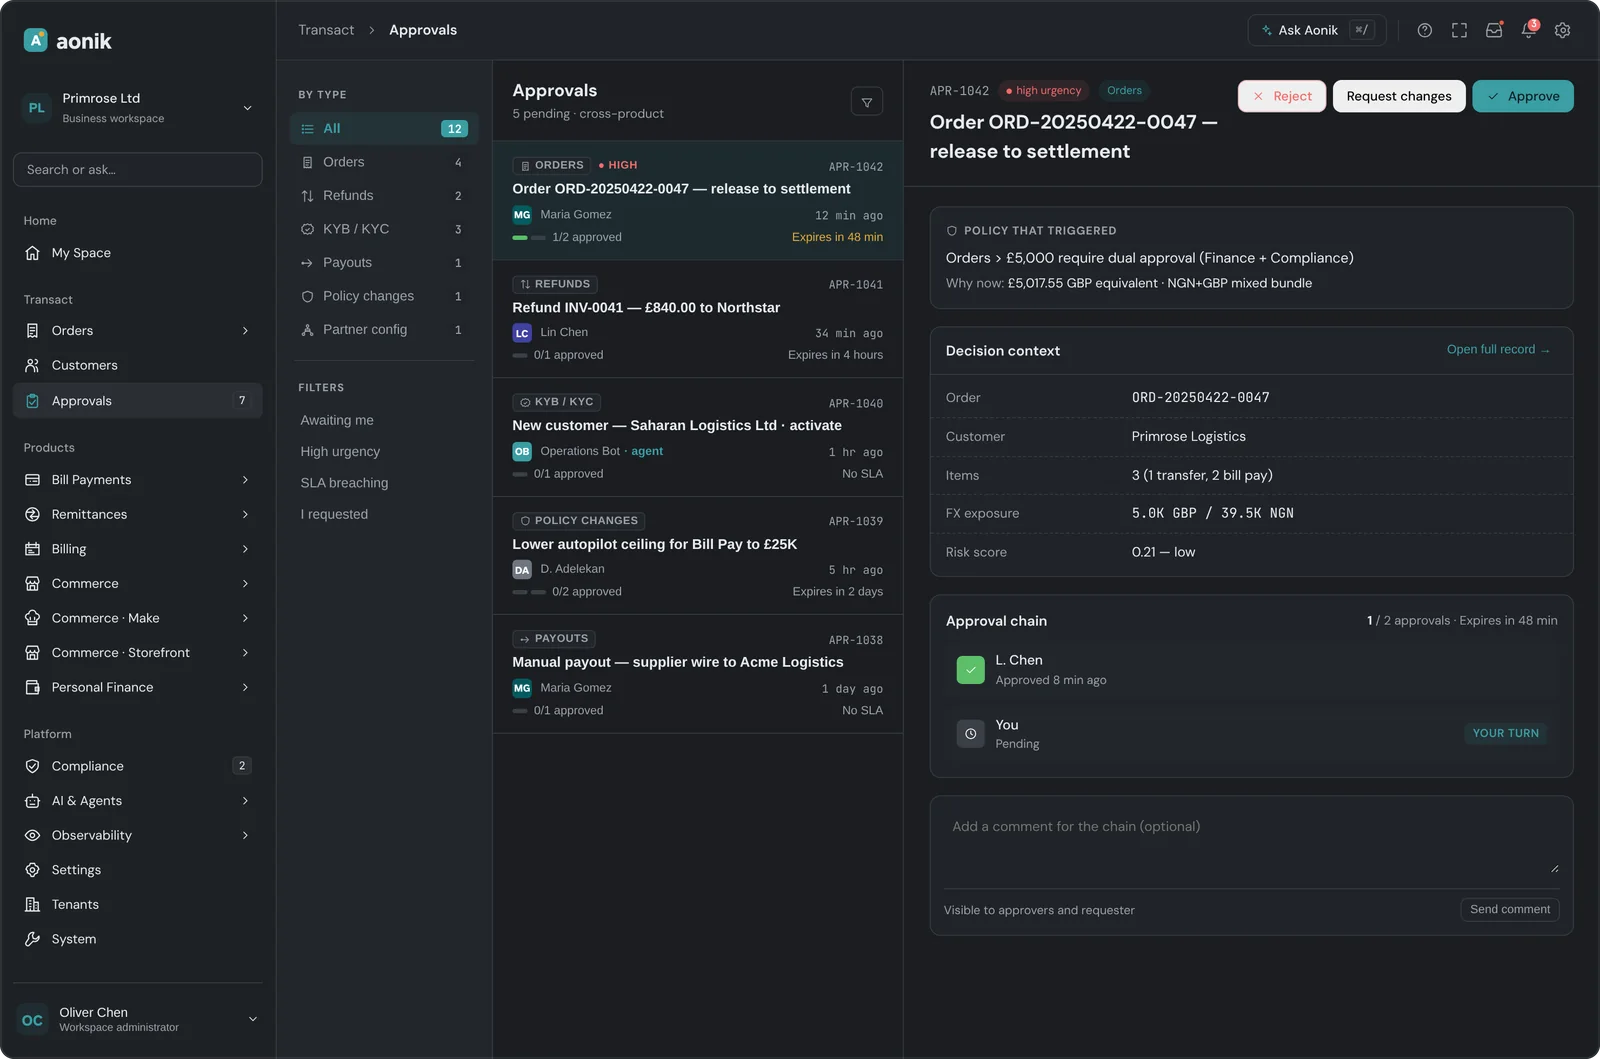 A
aonik
PL
Primrose Ltd
Business workspace
Search or ask...
Home
My Space
Transact
Orders
Customers
Approvals
7
Products
Bill Payments
Remittances
Billing
Commerce
Commerce · Make
Commerce · Storefront
Personal Finance
Platform
Compliance
2
AI & Agents
Observability
Settings
Tenants
System
OC
Oliver Chen
Workspace administrator
Transact > Approvals
Ask Aonik
⌘/
3
BY TYPE
All 12
Orders 4
Refunds 2
KYB / KYC 3
Payouts 1
Policy changes 1
Partner config 1
FILTERS
Awaiting me
High urgency
SLA breaching
I requested
Approvals
5 pending · cross-product
ORDERS • HIGH APR-1042
Order ORD-20250422-0047 — release to settlement
MG Maria Gomez 12 min ago
1/2 approved Expires in 48 min
REFUNDS APR-1041
Refund INV-0041 — £840.00 to Northstar
LC Lin Chen 34 min ago
0/1 approved Expires in 4 hours
KYB / KYC APR-1040
New customer — Saharan Logistics Ltd · activate
OB Operations Bot · agent 1 hr ago
0/1 approved No SLA
POLICY CHANGES APR-1039
Lower autopilot ceiling for Bill Pay to £25K
DA D. Adelekan 5 hr ago
0/2 approved Expires in 2 days
PAYOUTS APR-1038
Manual payout — supplier wire to Acme Logistics
MG Maria Gomez 1 day ago
0/1 approved No SLA
APR-1042 • high urgency Orders
Order ORD-20250422-0047 —
release to settlement
Reject
Request changes
Approve
POLICY THAT TRIGGERED
Orders > £5,000 require dual approval (Finance + Compliance)
Why now: £5,017.55 GBP equivalent · NGN+GBP mixed bundle
Decision context Open full record →
Order ORD-20250422-0047
Customer Primrose Logistics
Items 3 (1 transfer, 2 bill pay)
FX exposure 5.0K GBP / 39.5K NGN
Risk score 0.21 — low
Approval chain 1 / 2 approvals · Expires in 48 min
L. Chen
Approved 8 min ago
You
Pending
YOUR TURN
Add a comment for the chain (optional)
Visible to approvers and requester
Send comment